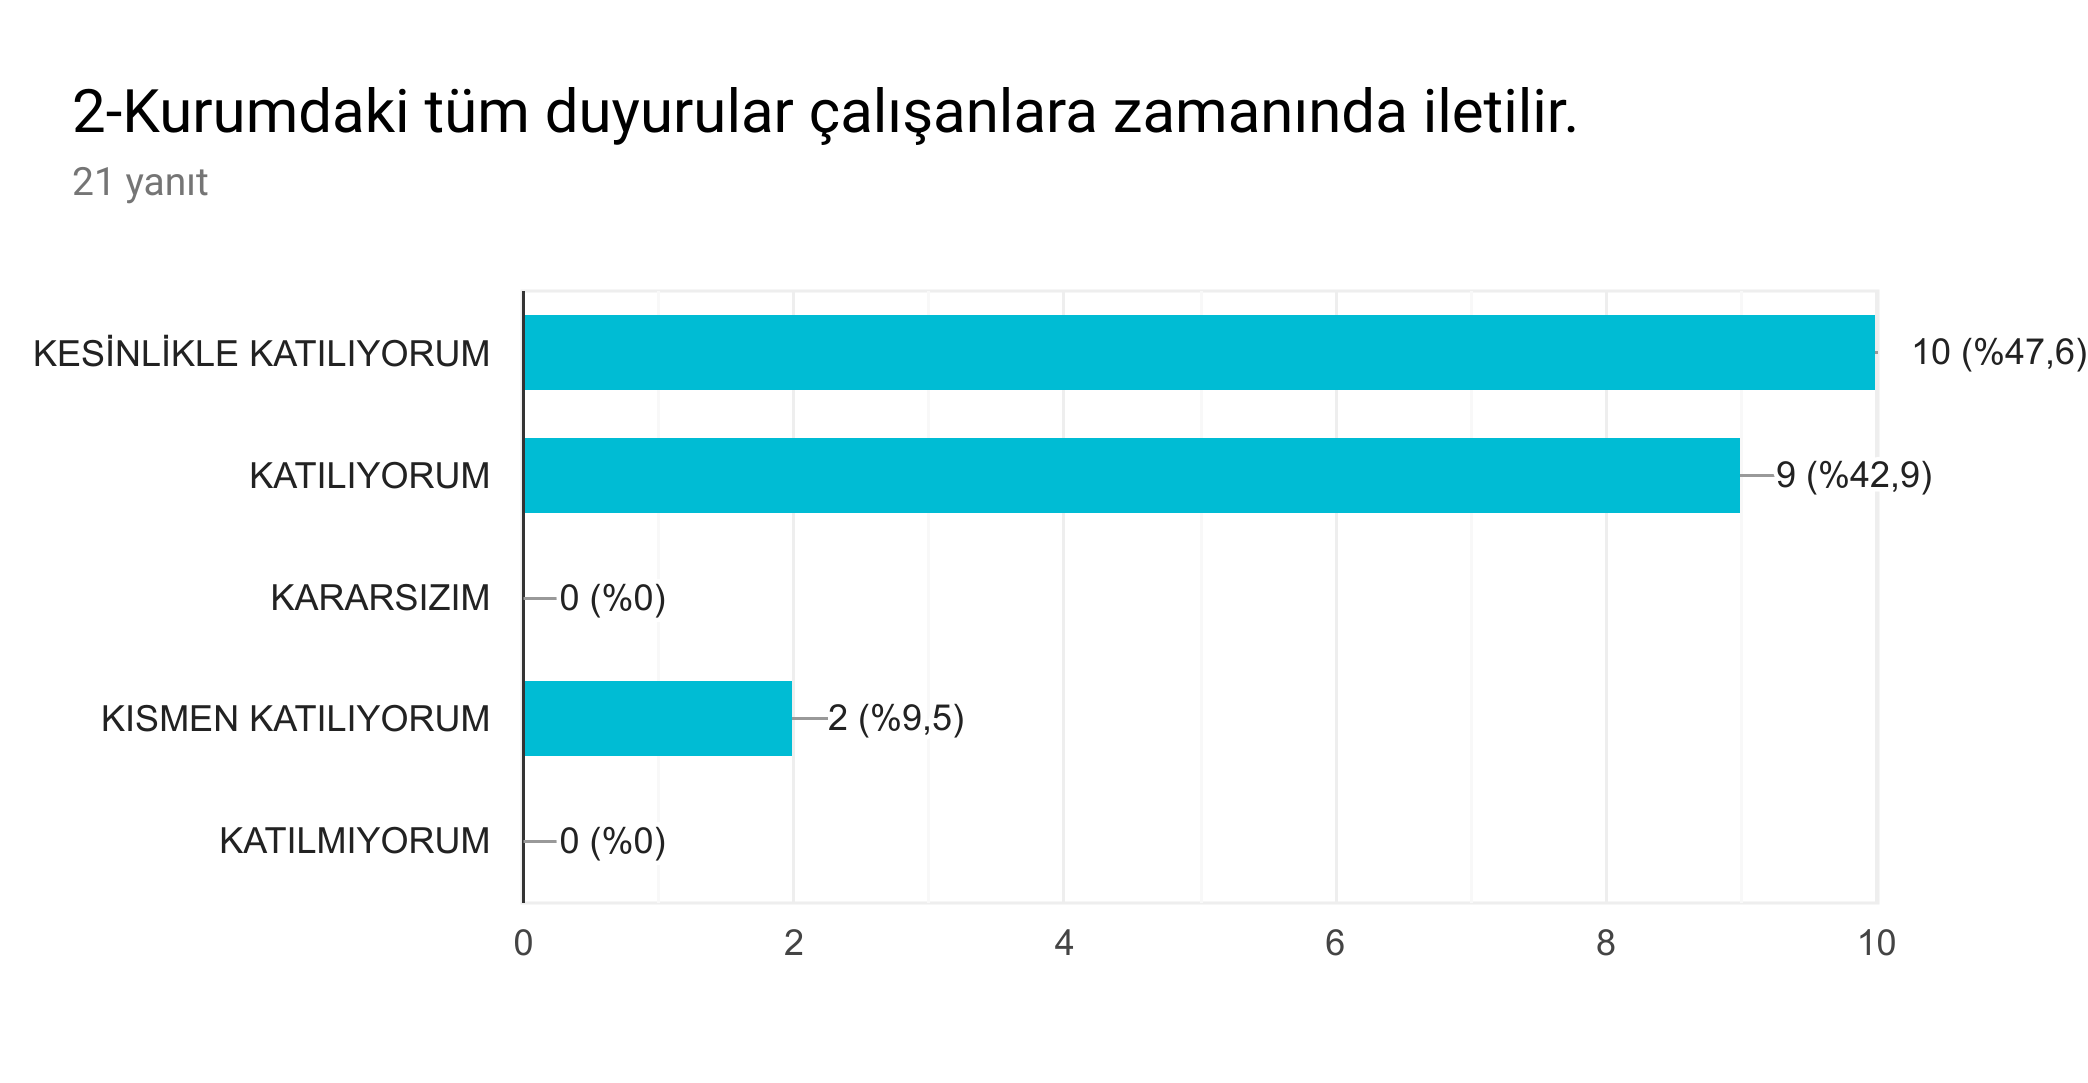 2-Kurumdaki tüm duyurular çalışanlara zamanında iletilir.
21 yanıt
KESİNLİKLE KATILIYORUM 10 (%47,6)
KATILIYORUM 9 (%42,9)
KARARSIZIM 0 (%0)
KISMEN KATILIYORUM 2 (%9,5)
KATILMIYORUM 0 (%0)
0 2 4 6 8 10